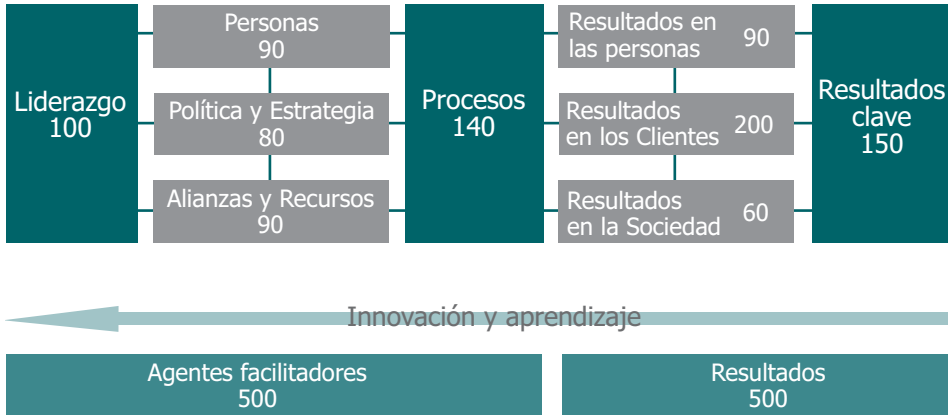 Liderazgo
100
Personas
90
Política y Estrategia
80
Alianzas y Recursos
90
Procesos
140
Resultados en
las personas
90
Resultados
en los Clientes
200
Resultados
en la Sociedad
60
Resultados
clave
150
Innovación y aprendizaje
Agentes facilitadores
500
Resultados
500